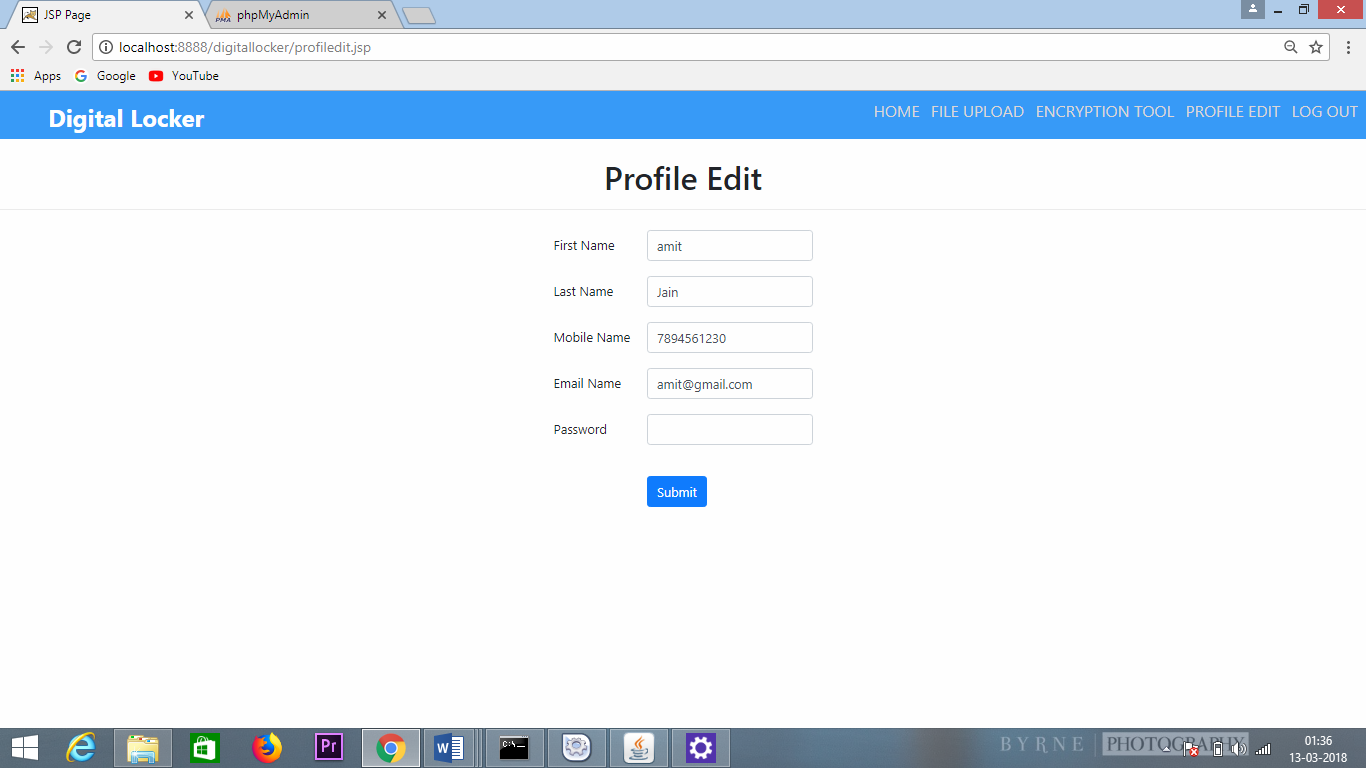 JSP Page
phpMyAdmin
localhost:8888/digitallocker/profiledit.jsp
Apps Google YouTube
Digital Locker
HOME FILE UPLOAD ENCRYPTION TOOL PROFILE EDIT LOG OUT
Profile Edit
First Name amit
Last Name Jain
Mobile Name 7894561230
Email Name amit@gmail.com
Password
Submit
Pr
BYRNE PHOTOGRAPHY
01:36
13-03-2018